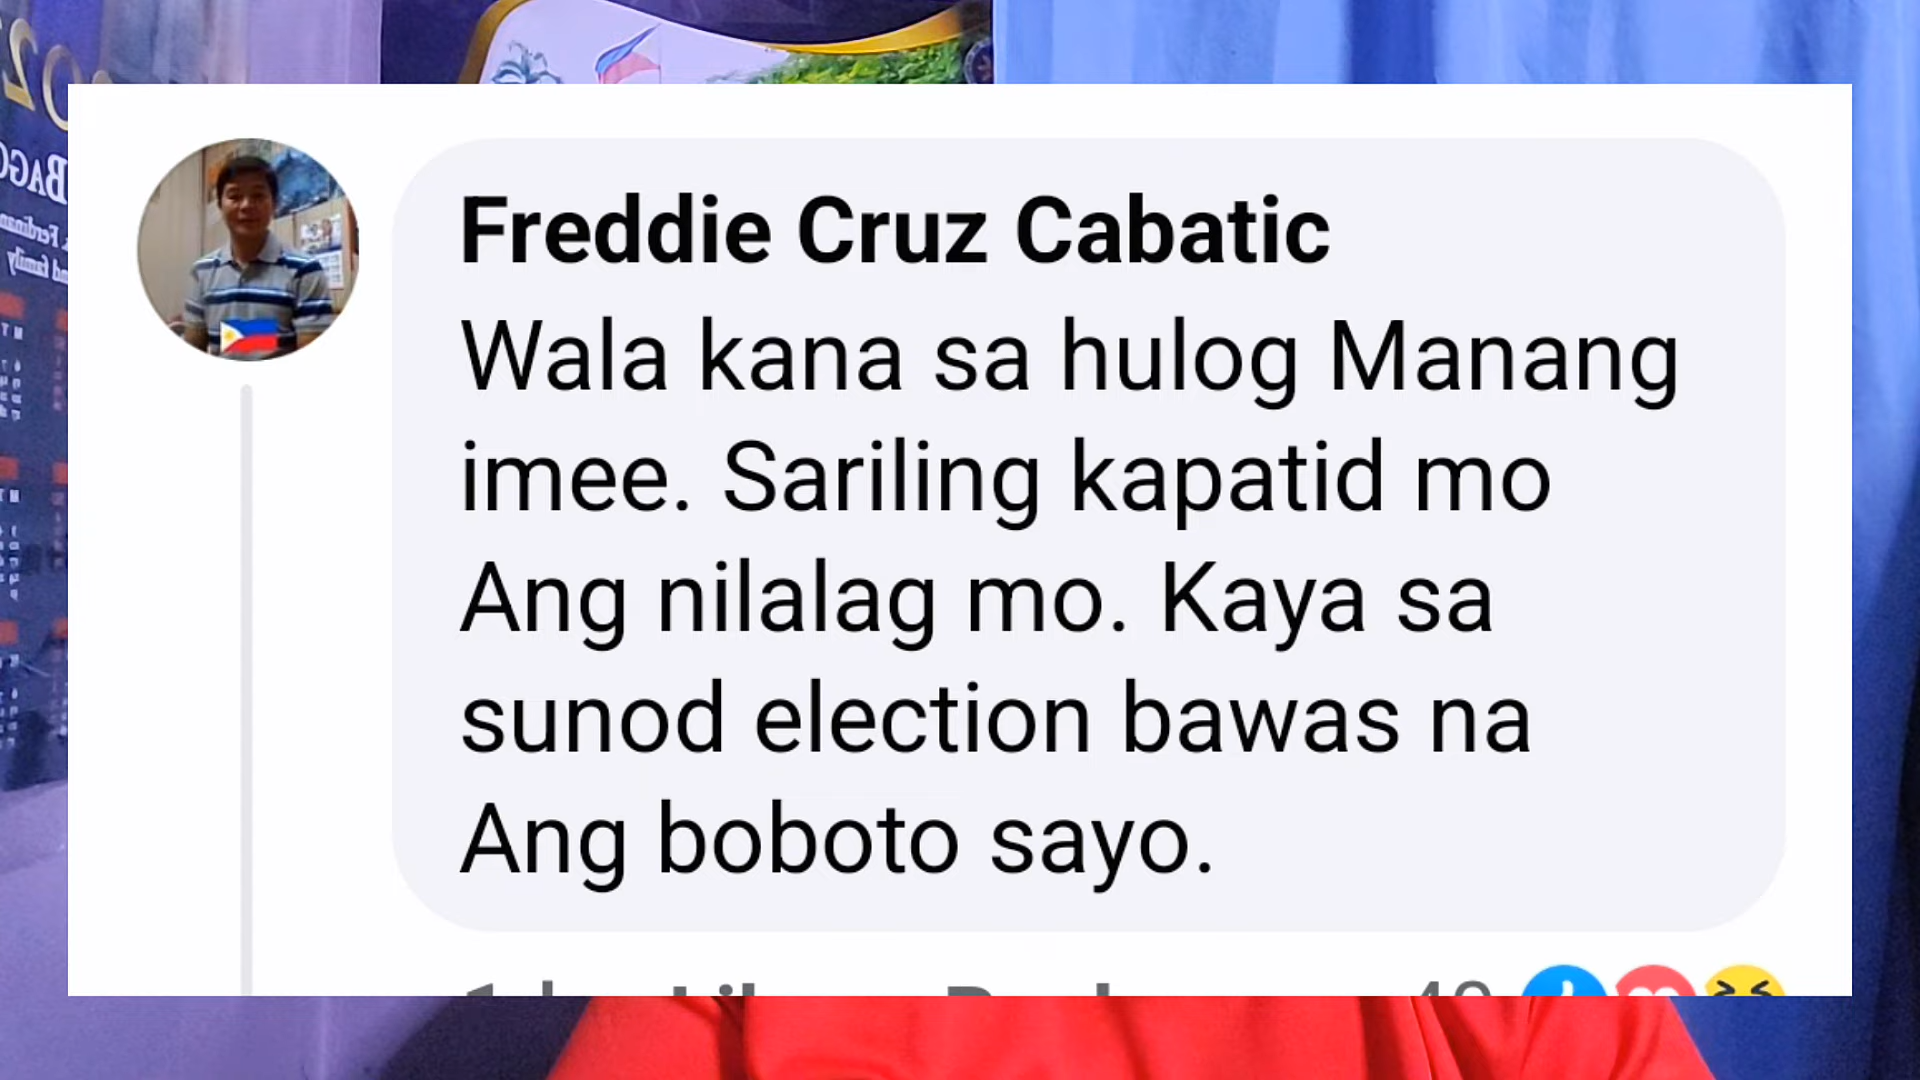 Freddie Cruz Cabatic
Wala kana sa hulog Manang
imee. Sariling kapatid mo
Ang nilalag mo. Kaya sa
sunod election bawas na
Ang boboto sayo.